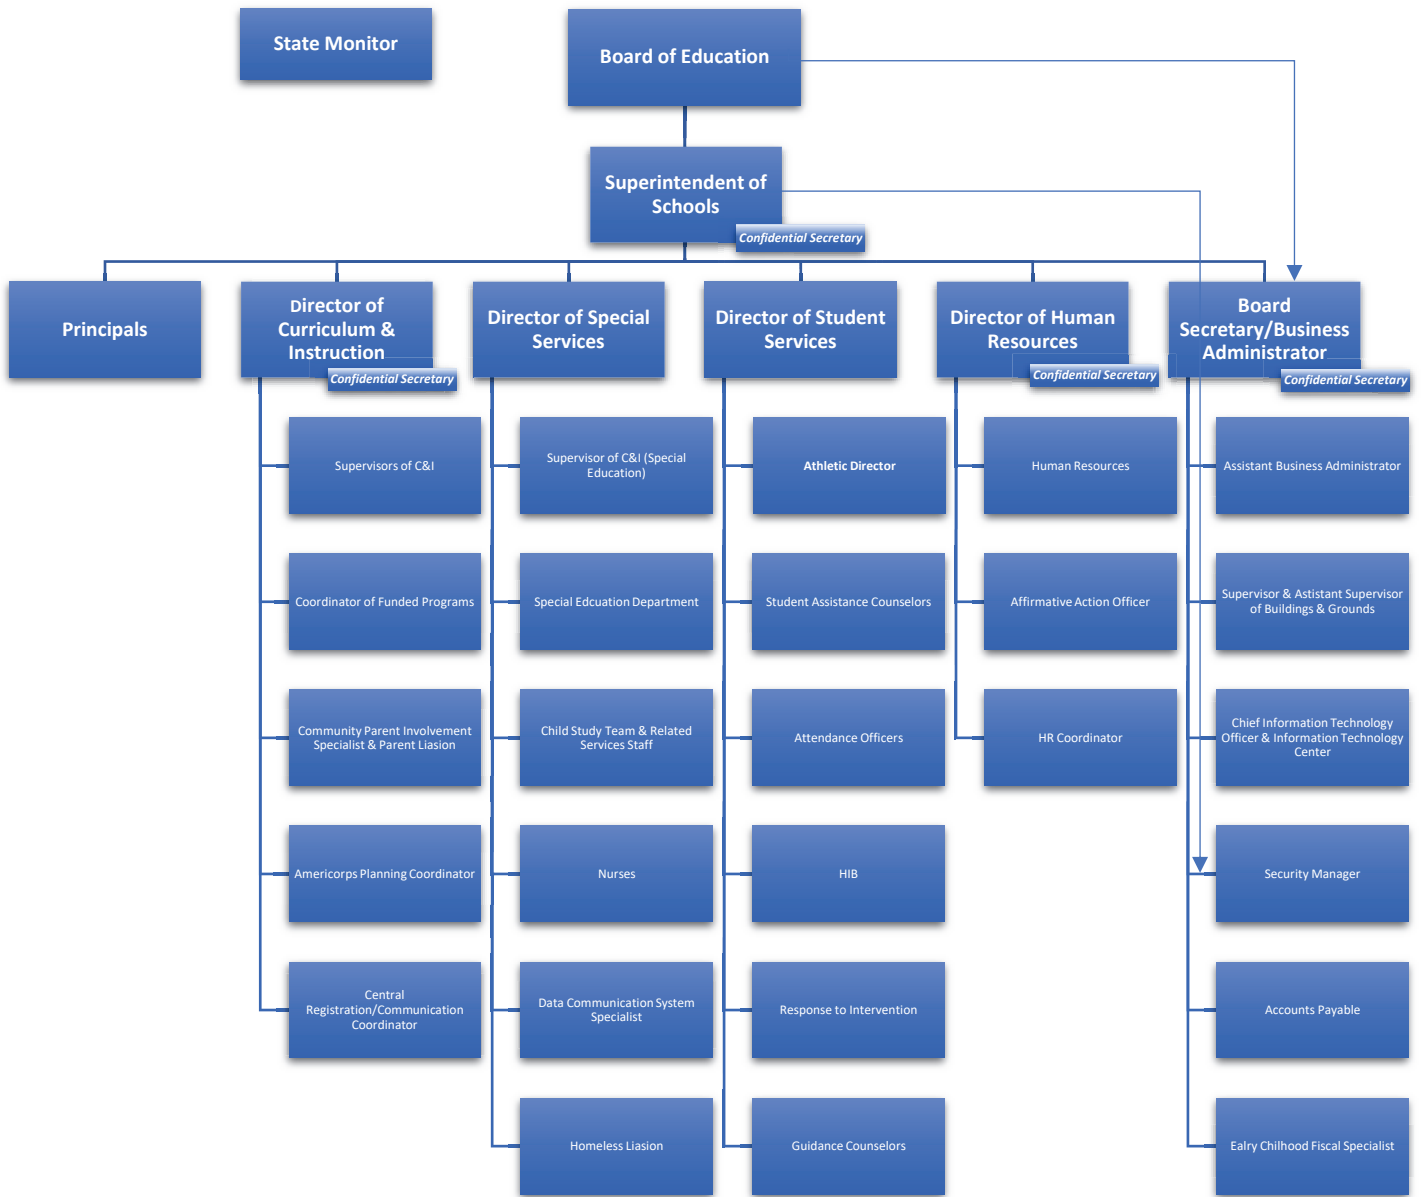 State Monitor
Board of Education
Superintendent of
Schools
Confidential Secretary
Principals
Director of
Curriculum &
Instruction
Confidential Secretary
Director of Special
Services
Director of Student
Services
Director of Human
Resources
Confidential Secretary
Board
Secretary/Business
Administrator
Confidential Secretary
Supervisors of C&I
Supervisor of C&I (Special
Education)
Athletic Director
Human Resources
Assistant Business Administrator
Coordinator of Funded Programs
Special Edcuation Department
Student Assistance Counselors
Affirmative Action Officer
Supervisor & Astistant Supervisor
of Buildings & Grounds
Community Parent Involvement
Specialist & Parent Liasion
Child Study Team & Related
Services Staff
Attendance Officers
HR Coordinator
Chief Information Technology
Officer & Information Technology
Center
Americorps Planning Coordinator
Nurses
HIB
Security Manager
Central
Registration/Communication
Coordinator
Data Communication System
Specialist
Response to Intervention
Accounts Payable
Homeless Liasion
Guidance Counselors
Ealry Chilhood Fiscal Specialist